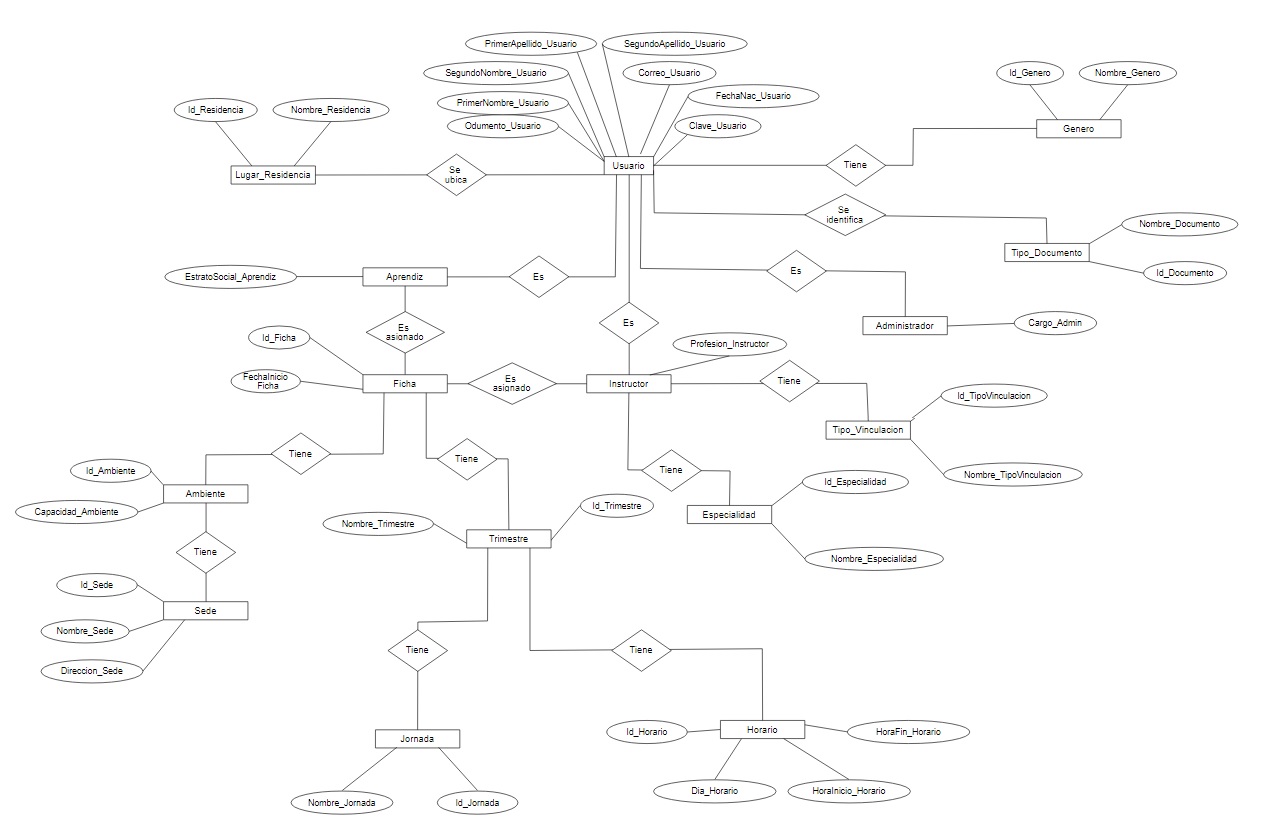 PrimerApellido_Usuario
SegundoApellido_Usuario
SegundoNombre_Usuario
Correo_Usuario
Id_Genero
Nombre_Genero
PrimerNombre_Usuario
FechaNac_Usuario
Id_Residencia
Nombre_Residencia
Odumento_Usuario
Clave_Usuario
Genero
Lugar_Residencia
Se
ubica
Usuario
Tiene
Se
identifica
Nombre_Documento
Tipo_Documento
Id_Documento
EstratoSocial_Aprendiz
Aprendiz
Es
Es
Es
asignado
Es
Administrador
Cargo_Admin
Id_Ficha
Profesion_Instructor
FechaInicio
Ficha
Ficha
Es
asignado
Instructor
Tiene
Id_TipoVinculacion
Tipo_Vinculacion
Tiene
Tiene
Id_Ambiente
Tiene
Nombre_TipoVinculacion
Ambiente
Id_Especialidad
Capacidad_Ambiente
Nombre_Trimestre
Id_Trimestre
Especialidad
Trimestre
Tiene
Nombre_Especialidad
Id_Sede
Sede
Nombre_Sede
Direccion_Sede
Tiene
Tiene
Jornada
Id_Horario
Horario
HoraFin_Horario
Nombre_Jornada
Id_Jornada
Dia_Horario
HoraInicio_Horario